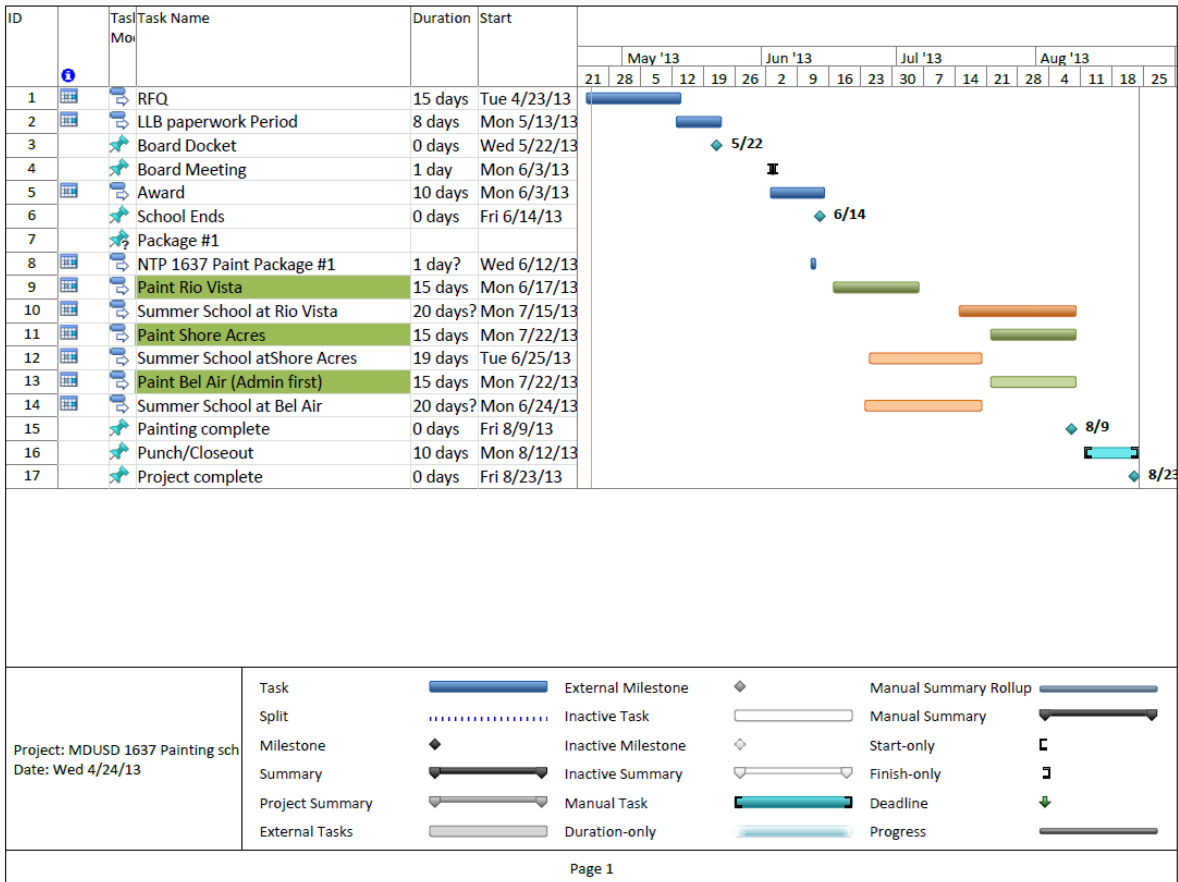 ID Task Task Name Duration Start
Mo
May '13 Jun '13 Jul '13 Aug '13
21 28 5 12 19 26 2 9 16 23 30 7 14 21 28 4 11 18 25
1 RFQ 15 days Tue 4/23/13
2 LLB paperwork Period 8 days Mon 5/13/13
3 Board Docket 0 days Wed 5/22/13 5/22
4 Board Meeting 1 day Mon 6/3/13
5 Award 10 days Mon 6/3/13
6 School Ends 0 days Fri 6/14/13 6/14
7 Package #1
8 NTP 1637 Paint Package #1 1 day? Wed 6/12/13
9 Paint Rio Vista 15 days Mon 6/17/13
10 Summer School at Rio Vista 20 days? Mon 7/15/13
11 Paint Shore Acres 15 days Mon 7/22/13
12 Summer School atShore Acres 19 days Tue 6/25/13
13 Paint Bel Air (Admin first) 15 days Mon 7/22/13
14 Summer School at Bel Air 20 days? Mon 6/24/13
15 Painting complete 0 days Fri 8/9/13 8/9
16 Punch/Closeout 10 days Mon 8/12/13
17 Project complete 0 days Fri 8/23/13 8/23
Project: MDUSD 1637 Painting sch
Date: Wed 4/24/13
Task External Milestone Manual Summary Rollup
Split Inactive Task Manual Summary
Milestone Inactive Milestone Start-only
Summary Inactive Summary Finish-only
Project Summary Manual Task Deadline
External Tasks Duration-only Progress
Page 1